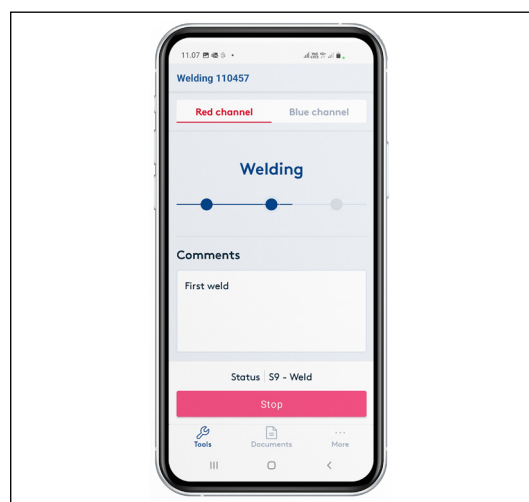 11.07
Welding 110457
Red channel Blue channel
Welding
Comments
First weld
Status S9 - Weld
Stop
Tools Documents More